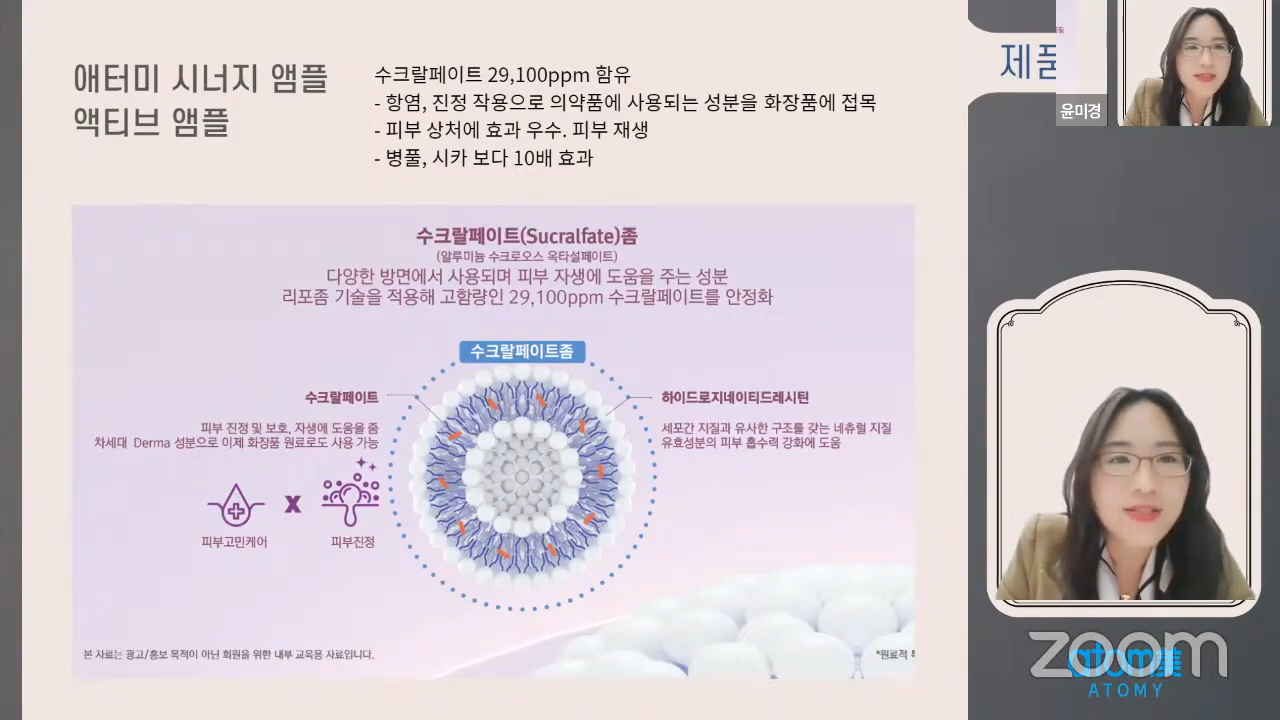 애터미 시너지 앰플
액티브 앰플
수크랄페이트 29,100ppm 함유
- 항염, 진정 작용으로 의약품에 사용되는 성분을 화장품에 접목
- 피부 상처에 효과 우수. 피부 재생
- 병풀, 시카 보다 10배 효과
수크랄페이트(Sucralfate)좀
(알루미늄 수크로오스 옥타설페이트)
다양한 방면에서 사용되며 피부 자생에 도움을 주는 성분
리포좀 기술을 적용해 고함량인 29,100ppm 수크랄페이트를 안정화
수크랄페이트좀
수크랄페이트
피부 진정 및 보호, 자생에 도움을 줌
차세대 Derma 성분으로 이제 화장품 원료로도 사용 가능
X
피부고민케어
피부진정
하이드로지네이티드레시틴
세포간 지질과 유사한 구조를 갖는 네츄럴 지질
유효성분의 피부 흡수력 강화에 도움
본 자료는 광고/홍보 목적이 아닌 회원을 위한 내부 교육용 자료입니다.
*원료적
제품
윤미경
zoom
atom美
ATOMY